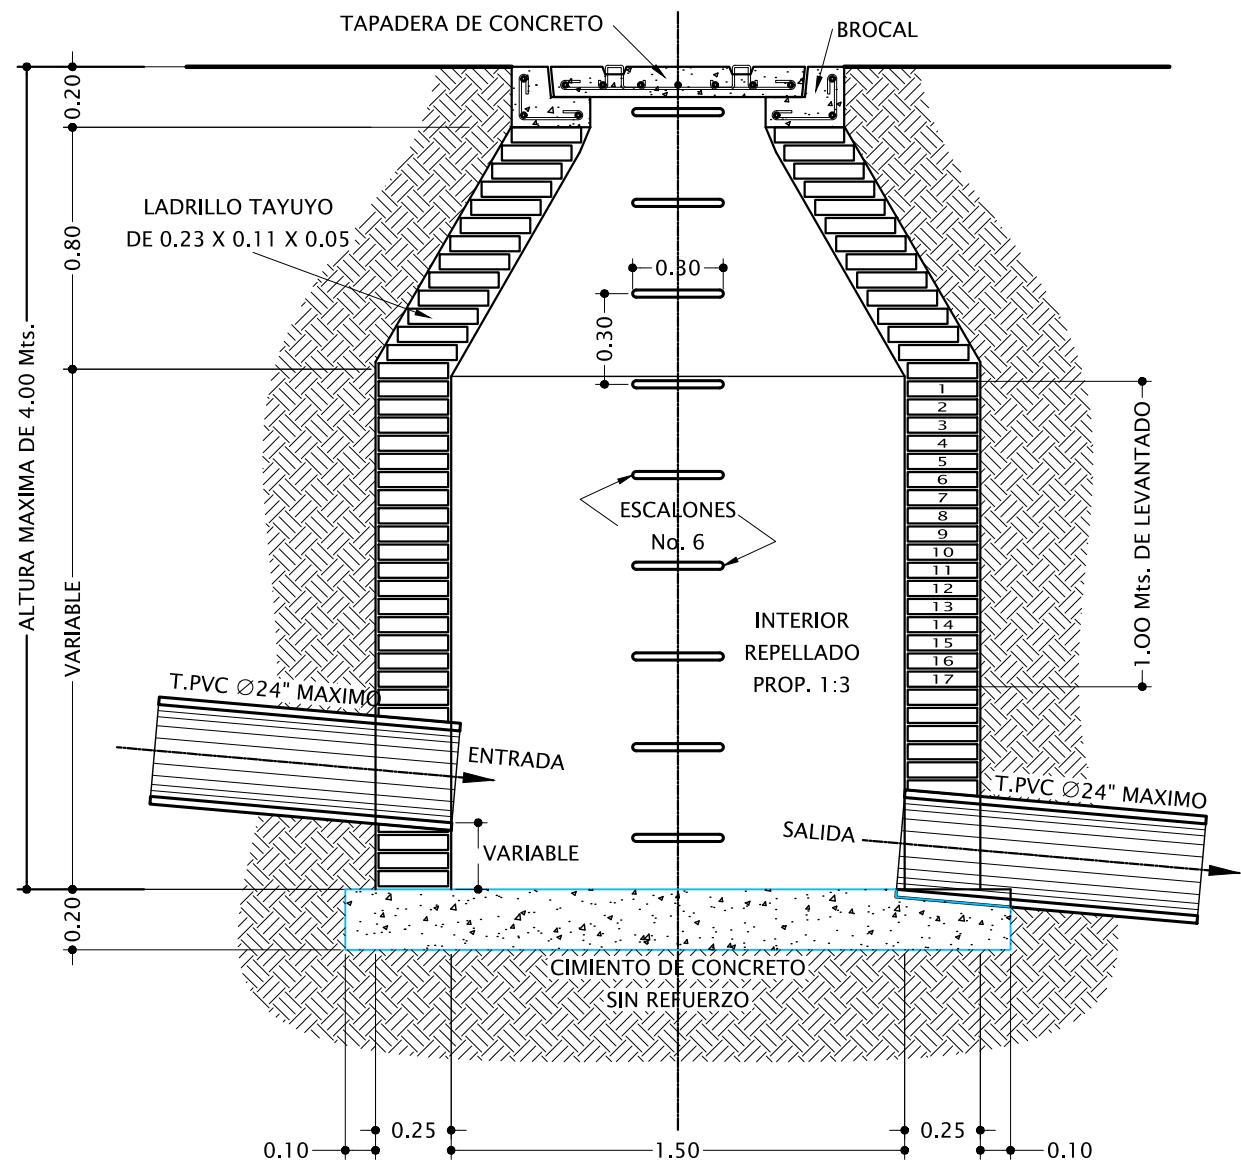 TAPADERA DE CONCRETO
BROCAL
0.20
LADRILLO TAYUYO
DE 0.23 X 0.11 X 0.05
0.80
0.30
0.30
ALTURA MAXIMA DE 4.00 Mts.
VARIABLE
1
2
3
4
5
6
7
8
9
10
11
12
13
14
15
16
17
1.00 Mts. DE LEVANTADO
ESCALONES
No. 6
INTERIOR
REPELLADO
PROP. 1:3
T.PVC Ø24" MAXIMO
ENTRADA
T.PVC Ø24" MAXIMO
SALIDA
VARIABLE
0.20
CIMIENTO DE CONCRETO
SIN REFUERZO
0.10
0.25
1.50
0.25
0.10